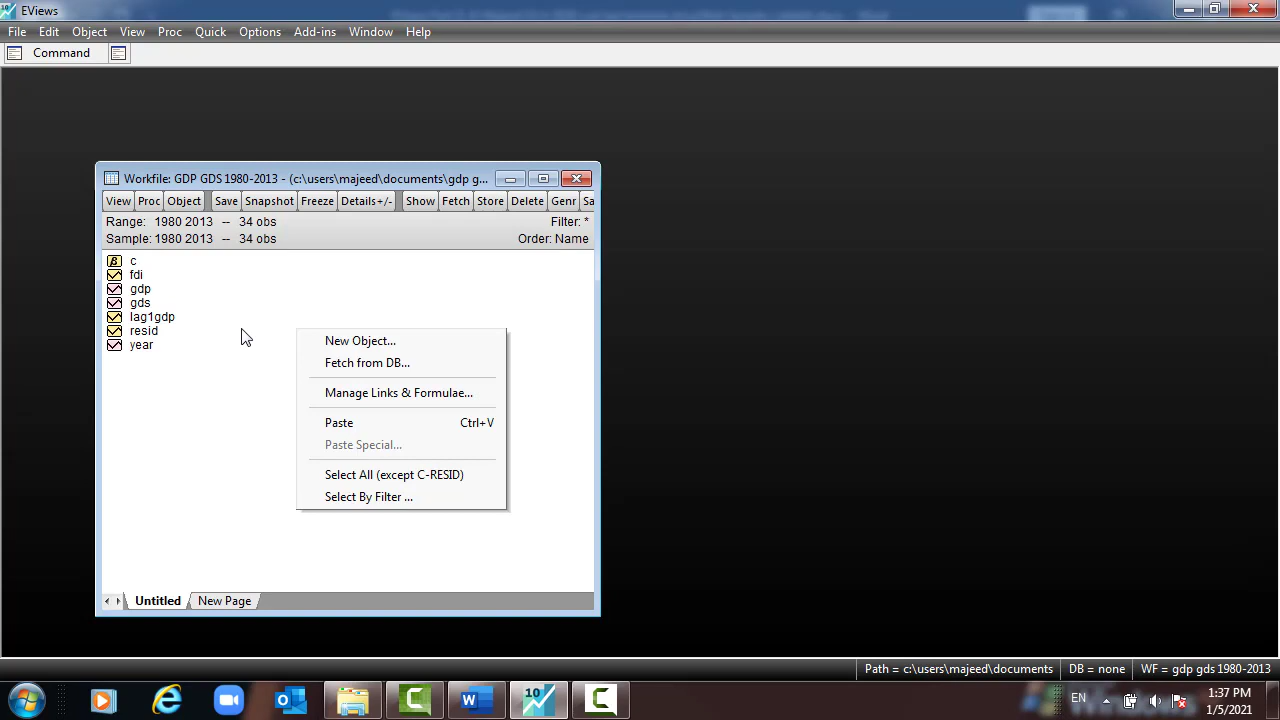 10 EViews
File Edit Object View Proc Quick Options Add-ins Window Help
Command
Workfile: GDP GDS 1980-2013 - (c:\users\majeed\documents\gdp g...
View Proc Object Save Snapshot Freeze Details+/- Show Fetch Store Delete Genr Sa
Range: 1980 2013 -- 34 obs Filter: *
Sample: 1980 2013 -- 34 obs Order: Name
β c
fdi
gdp
gds
lag1gdp
resid
year
New Object...
Fetch from DB...
Manage Links & Formulae...
Paste Ctrl+V
Paste Special...
Select All (except C-RESID)
Select By Filter ...
Untitled New Page
Path = c:\users\majeed\documents DB = none WF = gdp gds 1980-2013
10 EN 1:37 PM
1/5/2021